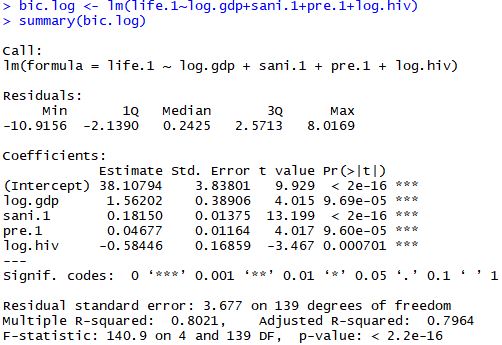 > bic.log <- lm(life.1~log.gdp+sani.1+pre.1+log.hiv)
> summary(bic.log)
Call:
lm(formula = life.1 ~ log.gdp + sani.1 + pre.1 + log.hiv)
Residuals:
Min 1Q Median 3Q Max
-10.9156 -2.1390 0.2425 2.5713 8.0169
Coefficients:
Estimate Std. Error t value Pr(>|t|)
(Intercept) 38.10794 3.83801 9.929 < 2e-16 ***
log.gdp 1.56202 0.38906 4.015 9.69e-05 ***
sani.1 0.18150 0.01375 13.199 < 2e-16 ***
pre.1 0.04677 0.01164 4.017 9.60e-05 ***
log.hiv -0.58446 0.16859 -3.467 0.000701 ***
---
Signif. codes: 0 ‘***’ 0.001 ‘**’ 0.01 ‘*’ 0.05 ‘.’ 0.1 ‘ ’ 1
Residual standard error: 3.677 on 139 degrees of freedom
Multiple R-squared: 0.8021, Adjusted R-squared: 0.7964
F-statistic: 140.9 on 4 and 139 DF, p-value: < 2.2e-16